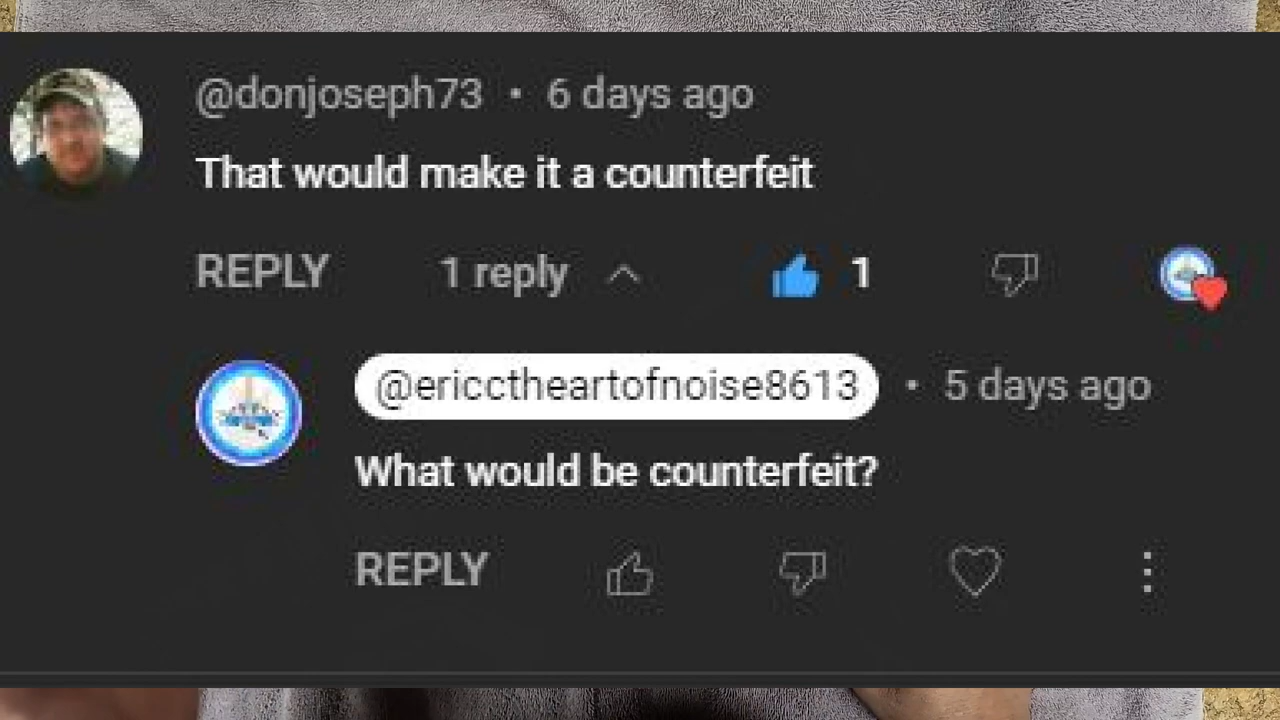 @donjoseph73 • 6 days ago
That would make it a counterfeit
REPLY 1 reply 1
@ericctheartofnoise8613 • 5 days ago
What would be counterfeit?
REPLY